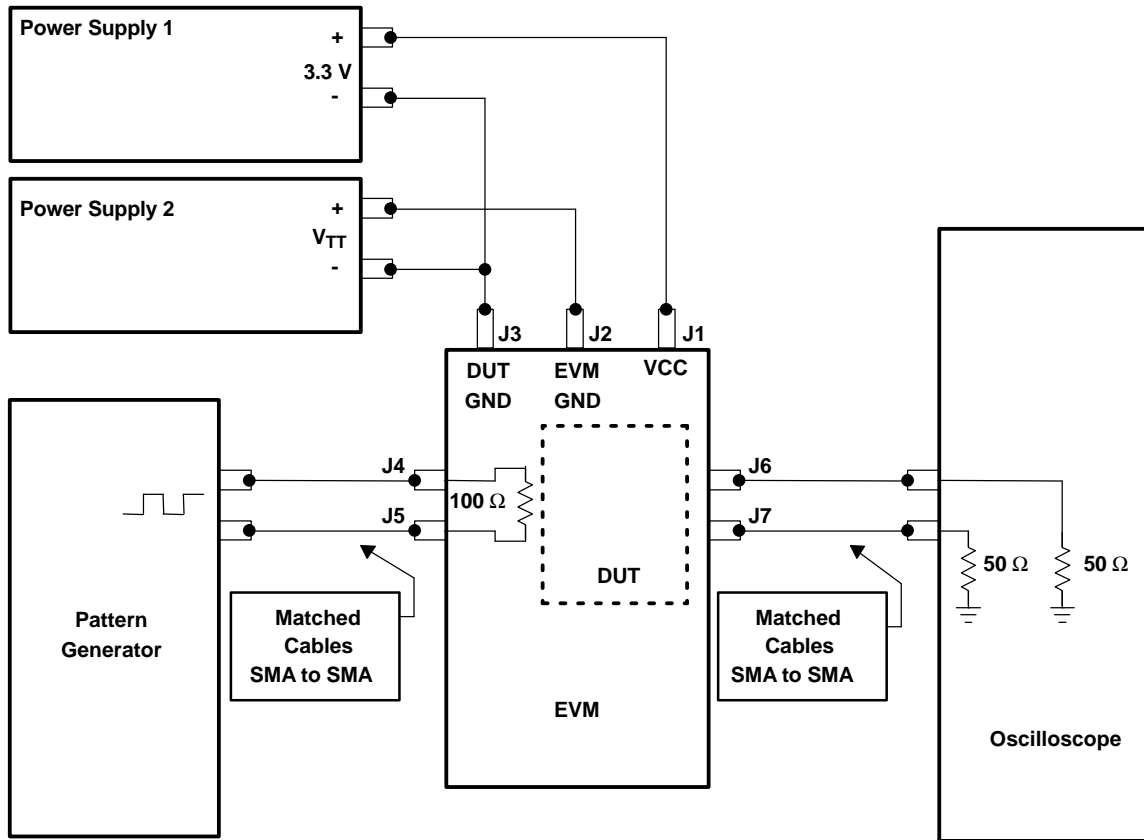 Power Supply 1
+
3.3 V
-
Power Supply 2
+
VTT
-
J3
J2
J1
DUT
GND
EVM
GND
VCC
J4
100 Ω
J5
J6
J7
DUT
50 Ω
50 Ω
Pattern
Generator
Matched
Cables
SMA to SMA
Matched
Cables
SMA to SMA
EVM
Oscilloscope